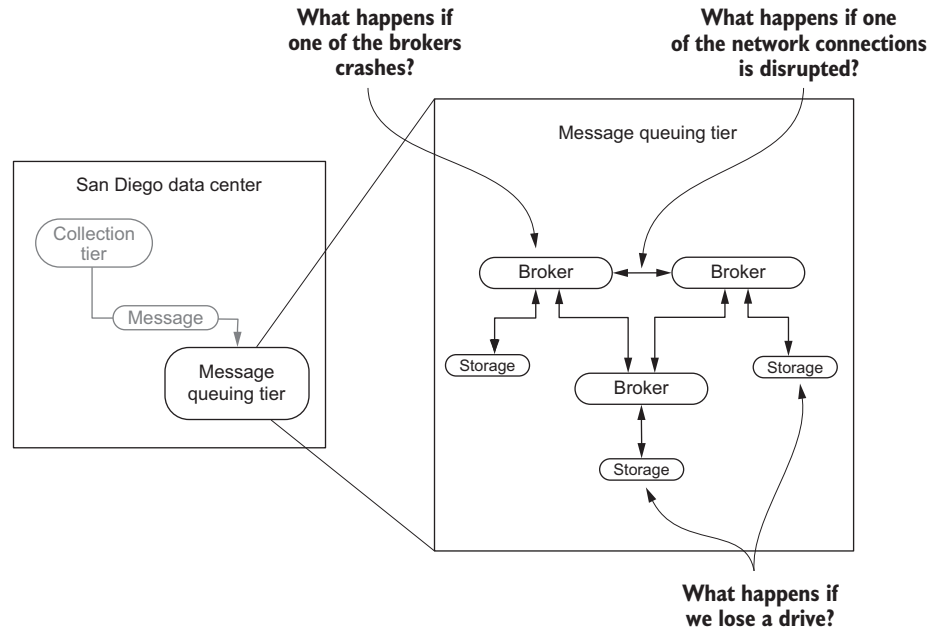 What happens if
one of the brokers
crashes?
What happens if one
of the network connections
is disrupted?
Message queuing tier
San Diego data center
Collection
tier
Message
Message
queuing tier
Broker
Broker
Storage
Storage
Broker
Storage
What happens if
we lose a drive?